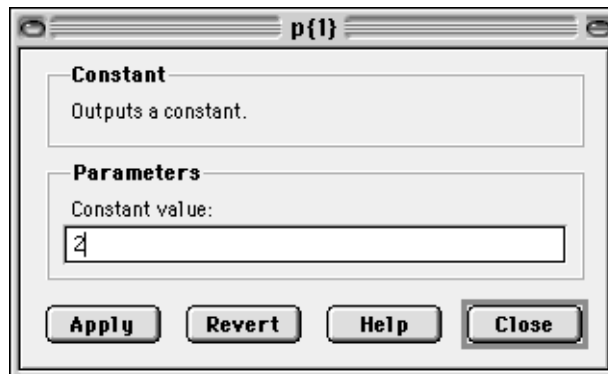 p{1}
Constant
Outputs a constant.
Parameters
Constant value:
2
Apply Revert Help Close